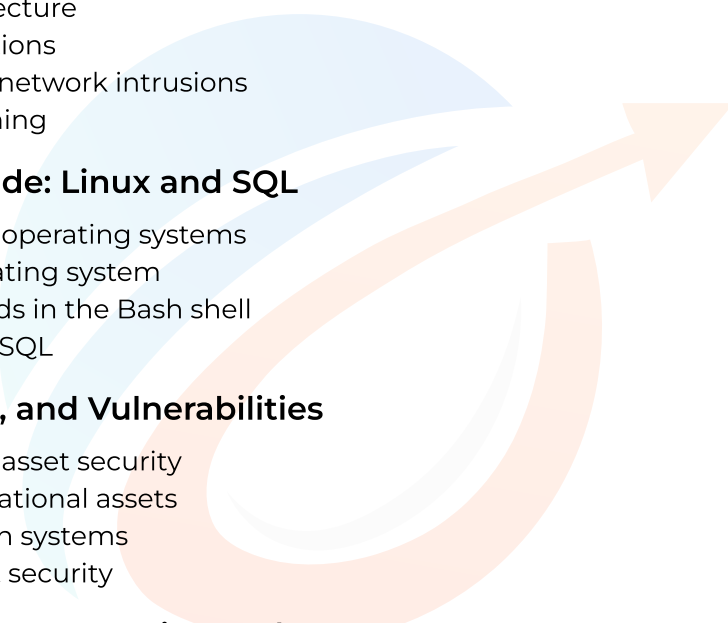 ecture
ions
network intrusions
ning
de: Linux and SQL
operating systems
ating system
ds in the Bash shell
SQL
, and Vulnerabilities
asset security
ational assets
n systems
security